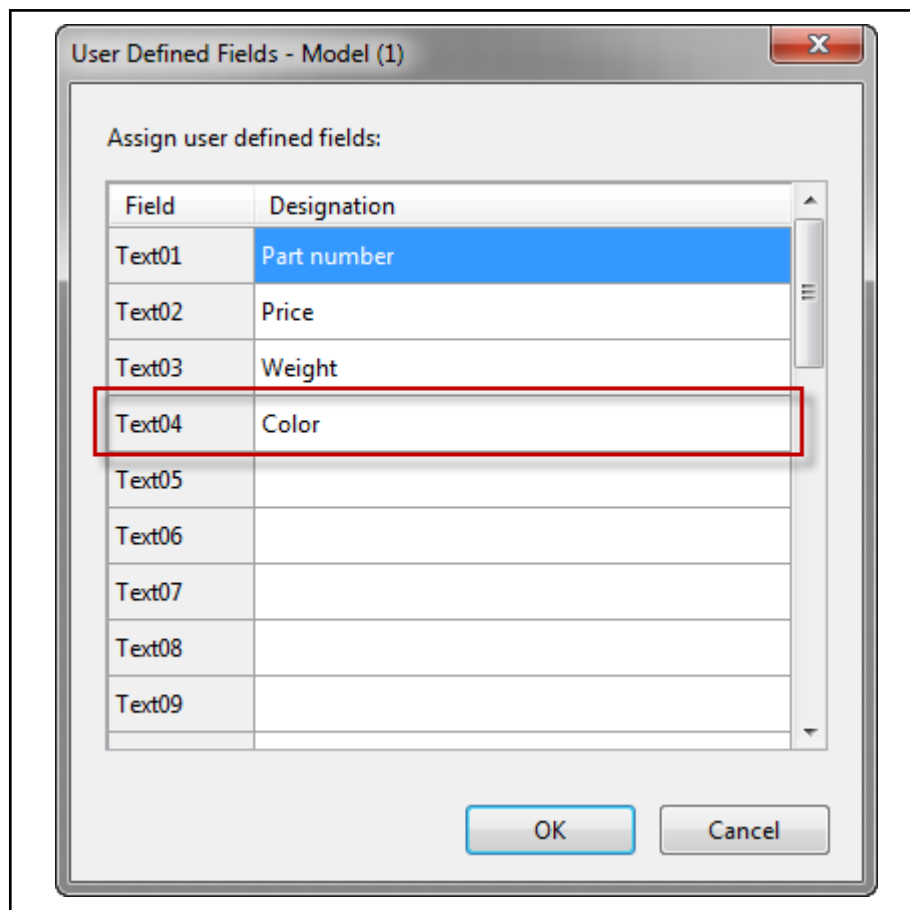 User Defined Fields - Model (1)
Assign user defined fields:
Field Designation
Text01 Part number
Text02 Price
Text03 Weight
Text04 Color
Text05
Text06
Text07
Text08
Text09
OK Cancel